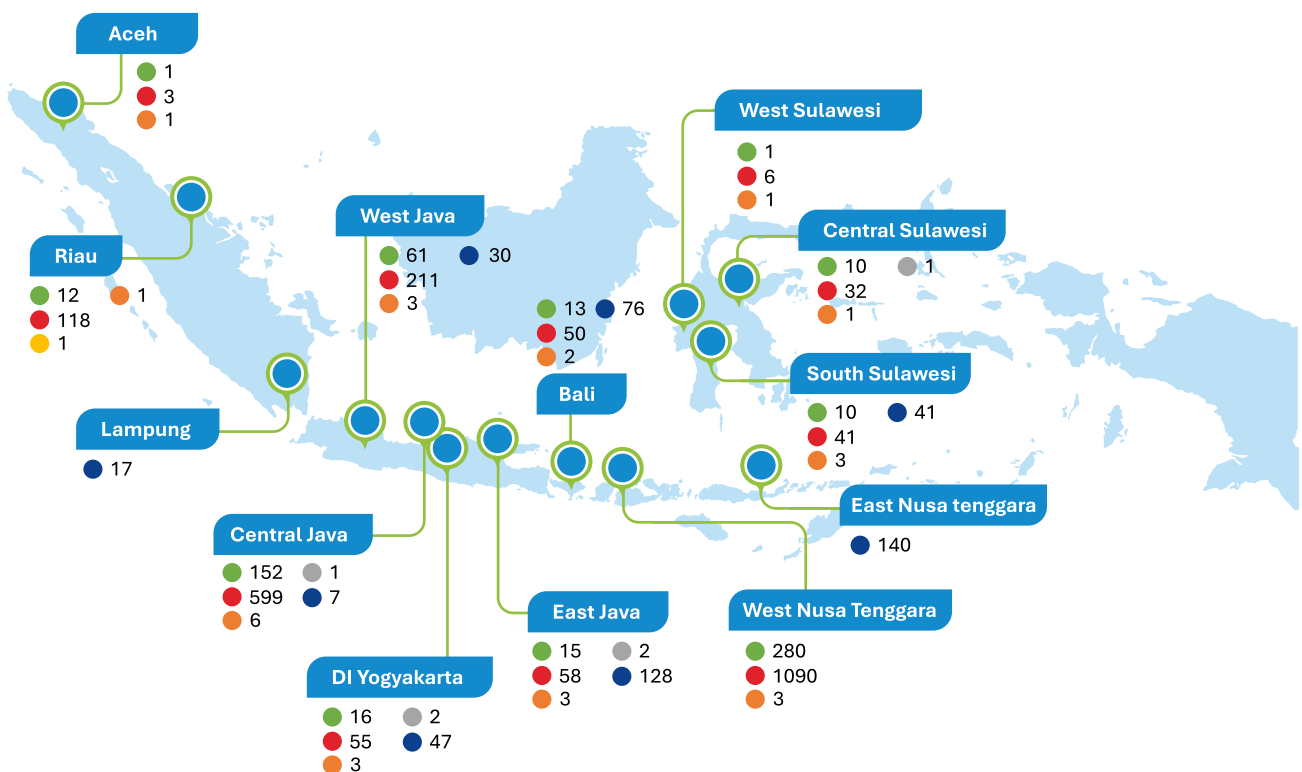 Aceh
1
3
1
West Sulawesi
1
6
1
West Java
61 30
211
3
Central Sulawesi
10 1
32
1
Riau
12 1
118
1
13 76
50
2
Bali
South Sulawesi
10 41
41
3
Lampung
17
East Nusa tenggara
140
Central Java
152 1
599 7
6
East Java
15 2
58 128
3
West Nusa Tenggara
280
1090
3
DI Yogyakarta
16 2
55 47
3